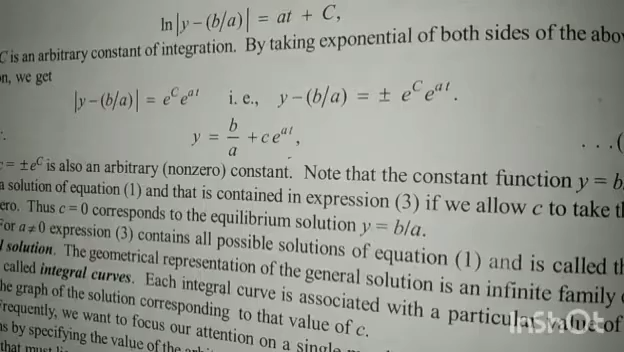 ln|y − (b/a)| = at + C,
C is an arbitrary constant of integration. By taking exponential of both sides of the
n, we get
|y − (b/a)| = e^C e^{at} i. e., y − (b/a) = ± e^C e^{at}.
y = b/a + c e^{at}, . . . (
= ± e^C is also an arbitrary (nonzero) constant. Note that the constant function y = b
a solution of equation (1) and that is contained in expression (3) if we allow c to take
ero. Thus c = 0 corresponds to the equilibrium solution y = b/a.
For a ≠ 0 expression (3) contains all possible solutions of equation (1) and is called
l solution. The geometrical representation of the general solution is an infinite family
called integral curves. Each integral curve is associated with a particular value of
he graph of the solution corresponding to that value of c.
requently, we want to focus our attention on a single
s by specifying the value of the
that must
InShOt